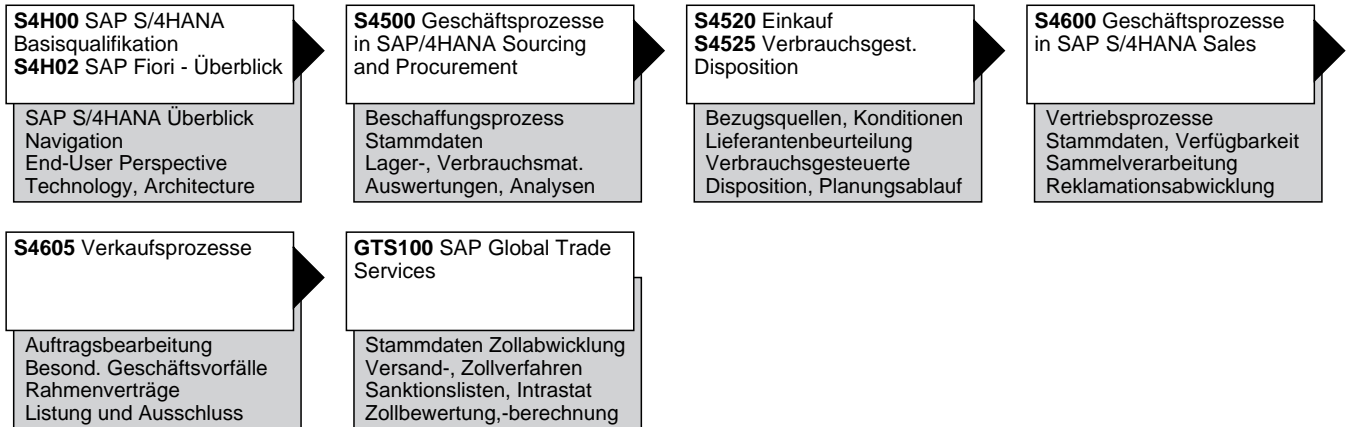 S4H00 SAP S/4HANA
Basisqualifikation
S4H02 SAP Fiori - Überblick
SAP S/4HANA Überblick
Navigation
End-User Perspective
Technology, Architecture
S4500 Geschäftsprozesse
in SAP/4HANA Sourcing
and Procurement
Beschaffungsprozess
Stammdaten
Lager-, Verbrauchsmat.
Auswertungen, Analysen
S4520 Einkauf
S4525 Verbrauchsgest.
Disposition
Bezugsquellen, Konditionen
Lieferantenbeurteilung
Verbrauchsgesteuerte
Disposition, Planungsablauf
S4600 Geschäftsprozesse
in SAP S/4HANA Sales
Vertriebsprozesse
Stammdaten, Verfügbarkeit
Sammelverarbeitung
Reklamationsabwicklung
S4605 Verkaufsprozesse
Auftragsbearbeitung
Besond. Geschäftsvorfälle
Rahmenverträge
Listung und Ausschluss
GTS100 SAP Global Trade
Services
Stammdaten Zollabwicklung
Versand-, Zollverfahren
Sanktionslisten, Intrastat
Zollbewertung,-berechnung